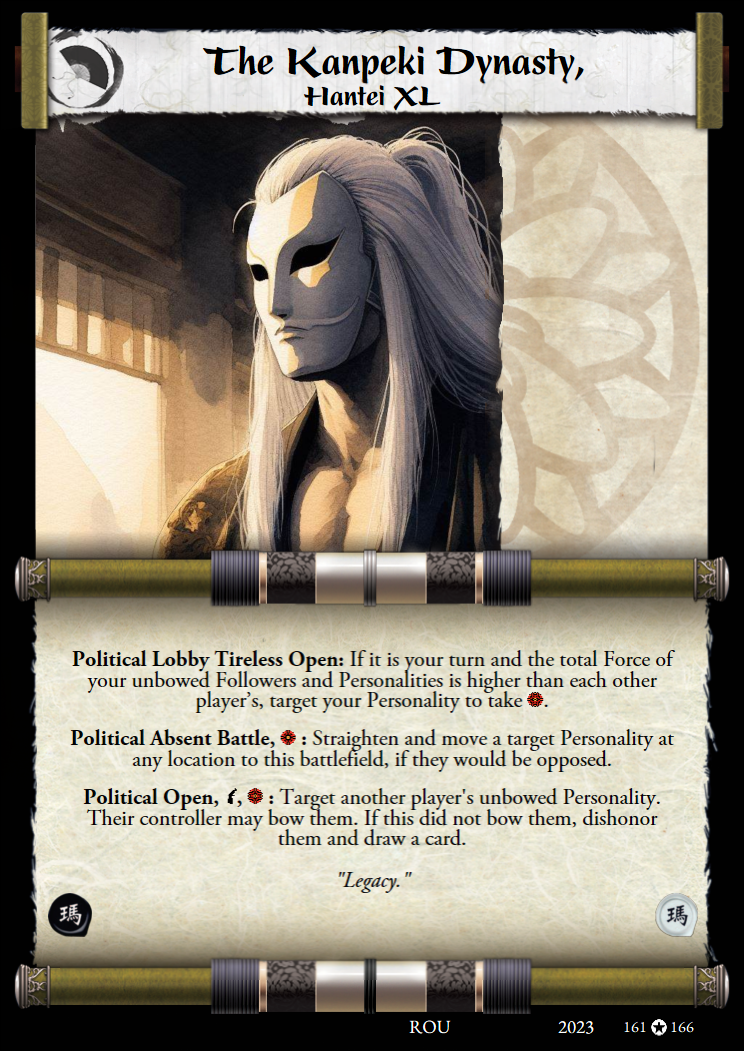 The Kanpeki Dynasty,
Hantei XL
Political Lobby Tireless Open: If it is your turn and the total Force of
your unbowed Followers and Personalities is higher than each other
player's, target your Personality to take .
Political Absent Battle, : Straighten and move a target Personality at
any location to this battlefield, if they would be opposed.
Political Open, , : Target another player's unbowed Personality.
Their controller may bow them. If this did not bow them, dishonor
them and draw a card.
"Legacy."
瑪 瑪
ROU 2023 161 166